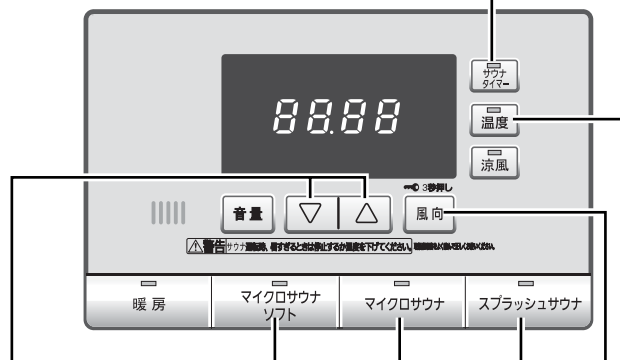 サウナ
タイマー
88.88
温度
涼風
3秒押し
音量 ▽ △ 風向
警告 サウナ運転時、暑すぎるときは停止するか温度を下げてください。
暖房
マイクロサウナ
ソフト
マイクロサウナ
スプラッシュサウナ